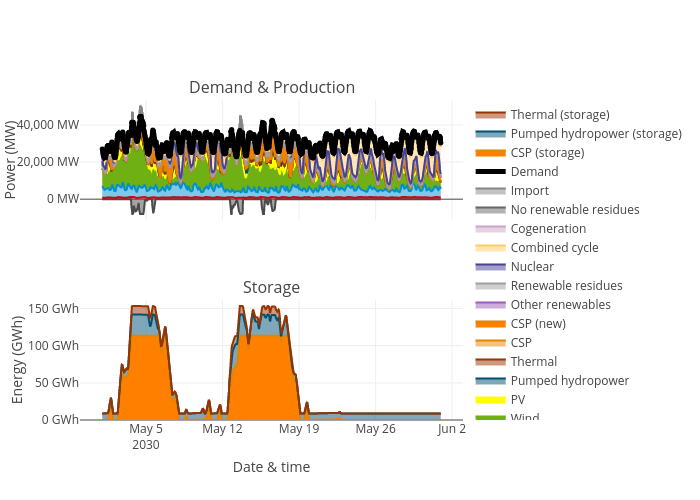 Demand & Production
Power (MW)
40,000 MW
20,000 MW
0 MW
Storage
Energy (GWh)
150 GWh
100 GWh
50 GWh
0 GWh
May 5
2030
May 12
May 19
May 26
Jun 2
Date & time
Thermal (storage)
Pumped hydropower (storage)
CSP (storage)
Demand
Import
No renewable residues
Cogeneration
Combined cycle
Nuclear
Renewable residues
Other renewables
CSP (new)
CSP
Thermal
Pumped hydropower
PV
Wind